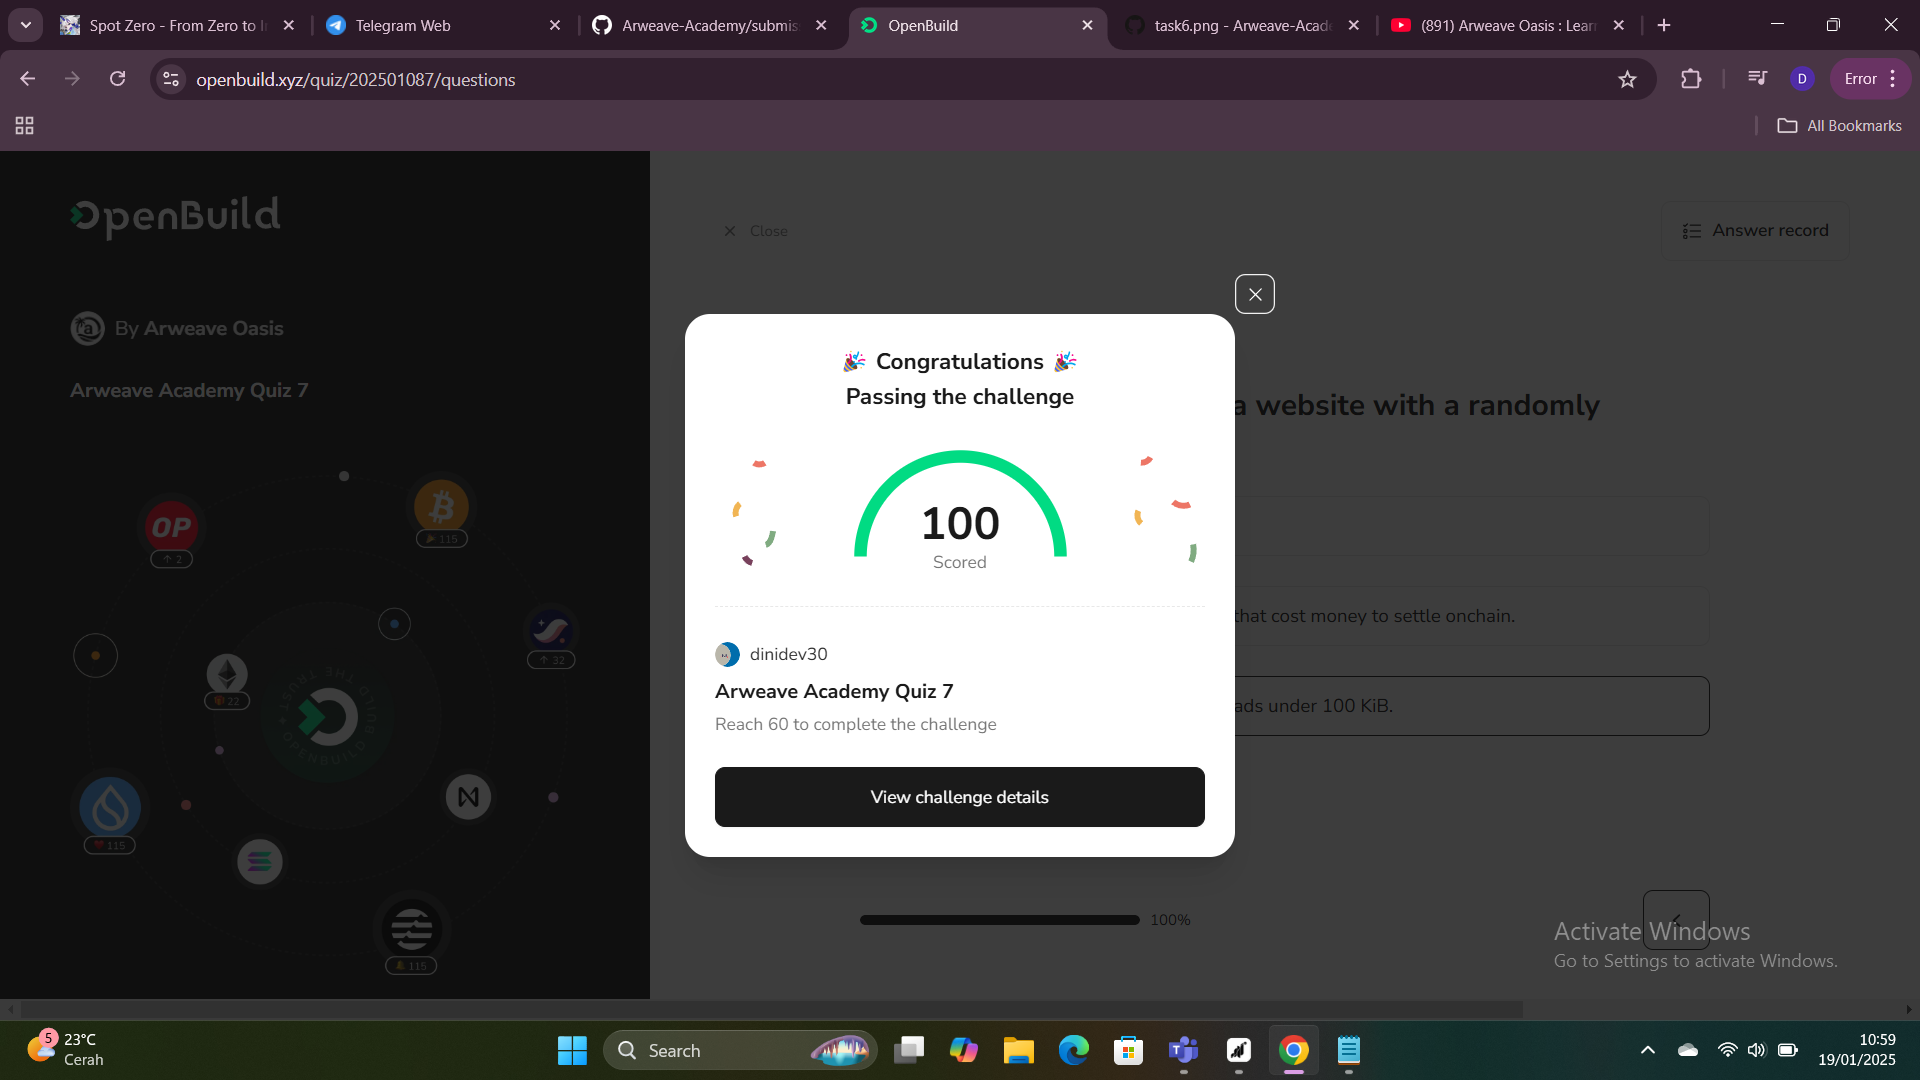 Spot Zero - From Zero to I
Telegram Web
Arweave-Academy/submis
OpenBuild
task6.png - Arweave-Acade
(891) Arweave Oasis : Lear
openbuild.xyz/quiz/202501087/questions
D
Error
All Bookmarks
OpenBuild
Close
Answer record
By Arweave Oasis
Arweave Academy Quiz 7
Congratulations
Passing the challenge
a website with a randomly
100
Scored
that cost money to settle onchain.
ads under 100 KiB.
dinidev30
Arweave Academy Quiz 7
Reach 60 to complete the challenge
View challenge details
100%
OP
2
115
32
22
115
115
Activate Windows
Go to Settings to activate Windows.
5
23°C
Cerah
Search
10:59
19/01/2025